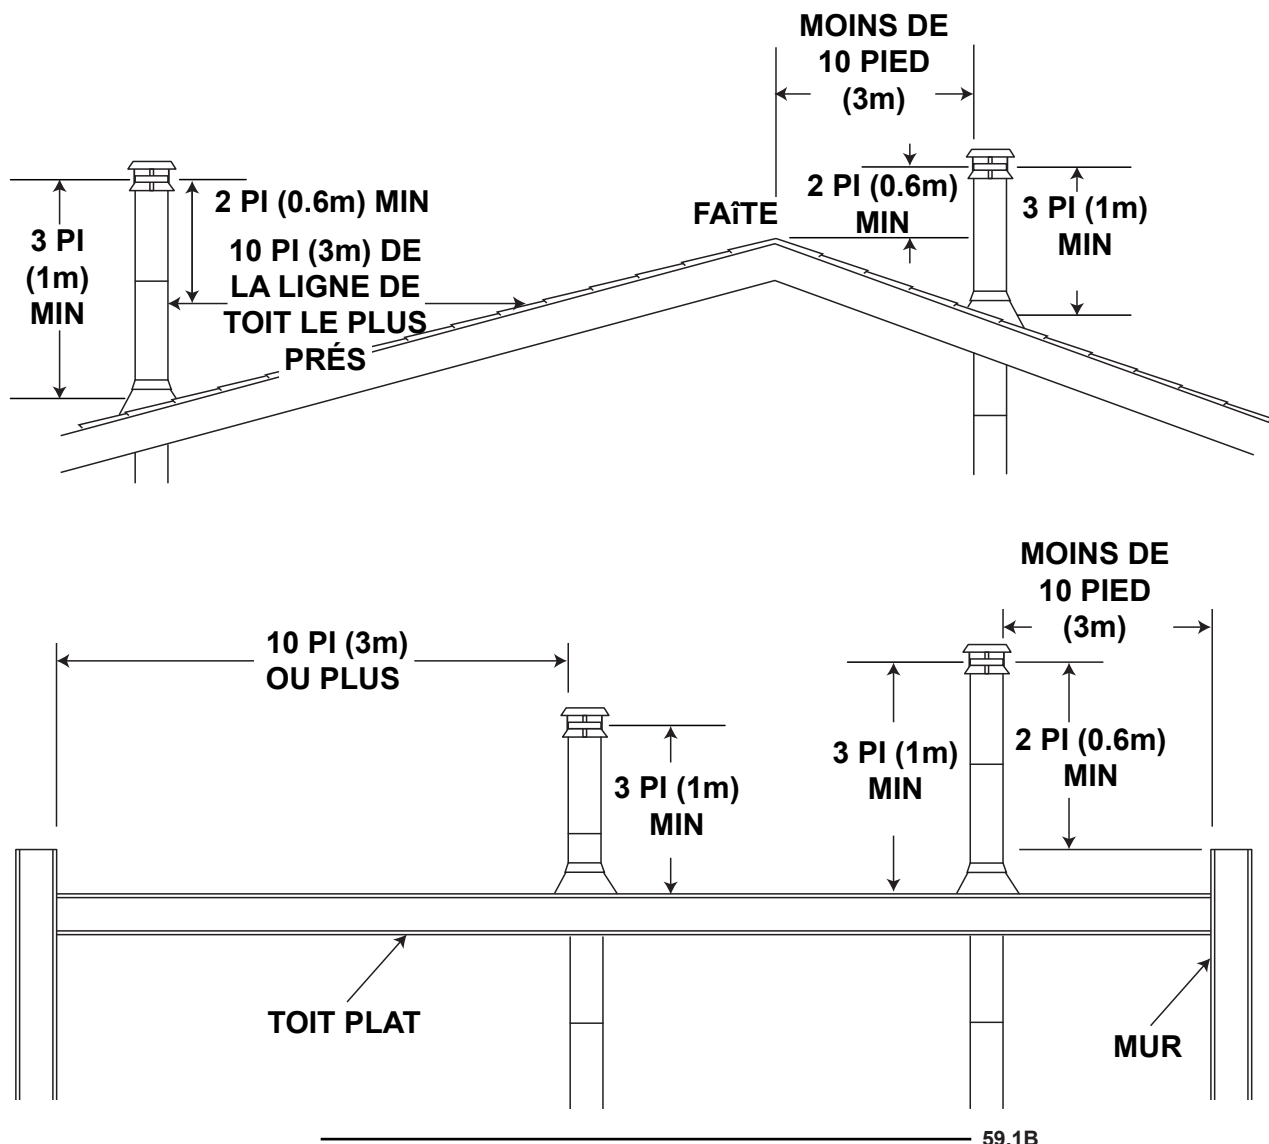 MOINS DE
10 PIED
(3m)
2 PI (0.6m) MIN
3 PI
(1m)
MIN
10 PI (3m) DE
LA LIGNE DE
TOIT LE PLUS
PRÉS
FAîTE
2 PI (0.6m)
MIN
3 PI (1m)
MIN
MOINS DE
10 PIED
(3m)
10 PI (3m)
OU PLUS
3 PI (1m)
MIN
3 PI (1m)
MIN
2 PI (0.6m)
MIN
TOIT PLAT
MUR
59.1B